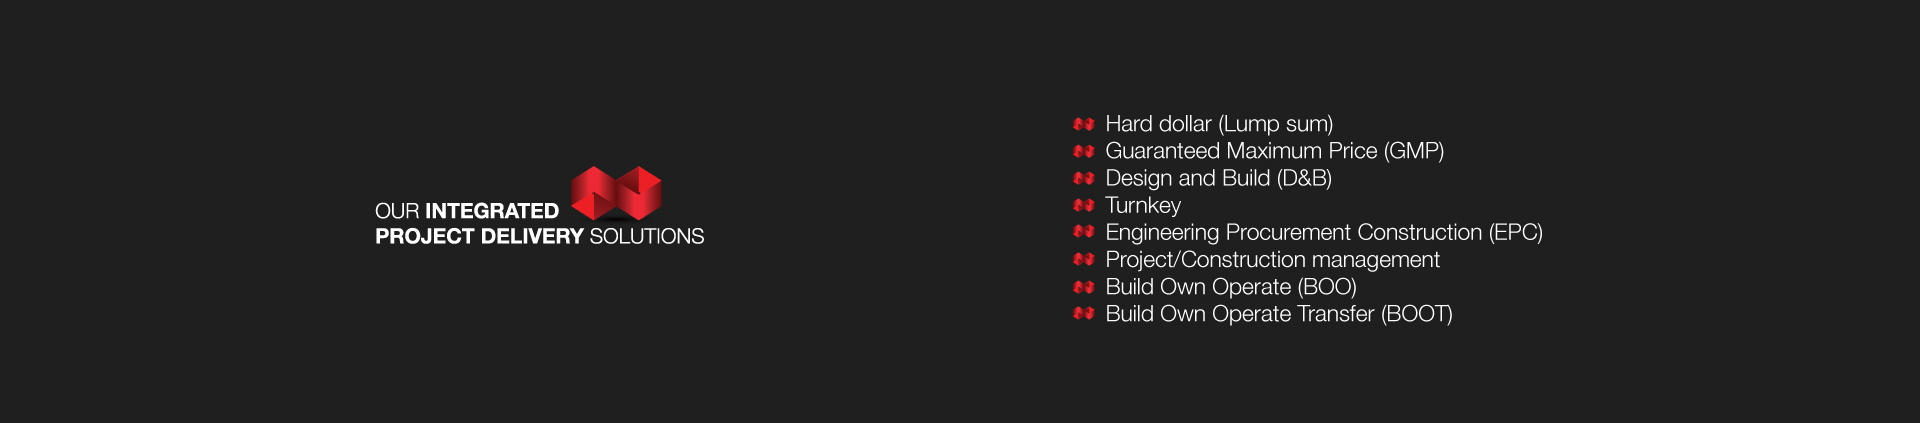 OUR INTEGRATED
PROJECT DELIVERY SOLUTIONS
Hard dollar (Lump sum)
Guaranteed Maximum Price (GMP)
Design and Build (D&B)
Turnkey
Engineering Procurement Construction (EPC)
Project/Construction management
Build Own Operate (BOO)
Build Own Operate Transfer (BOOT)